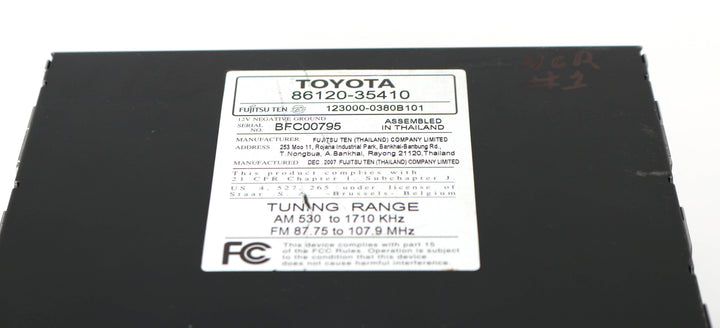 TOYOTA
86120-35410
FUJITSU TEN 123000-0380B101
12V NEGATIVE GROUND
SERIAL NO. BFC00795 ASSEMBLED IN THAILAND
MANUFACTURER FUJITSU TEN (THAILAND) COMPANY LIMITED
ADDRESS 253 Moo 11, Rojana Industrial Park, Bankhai-Banbung Rd.,
T. Nongbua, A.Bankhai, Rayong 21120,Thailand
MANUFACTURED DEC .2007 FUJITSU TEN (THAILAND) COMPANY LIMITED
This product complies with
21 CFR Chapter I, Subchapter J.
US 4,527,265 under license of
Staar S. -Brussels- Belgium
TUNING RANGE
AM 530 to 1710 KHz
FM 87.75 to 107.9 MHz
FC This device complies with part 15
of the FCC Rules. Operation is subject
to the condition that this device
does not cause harmful interference.
#1